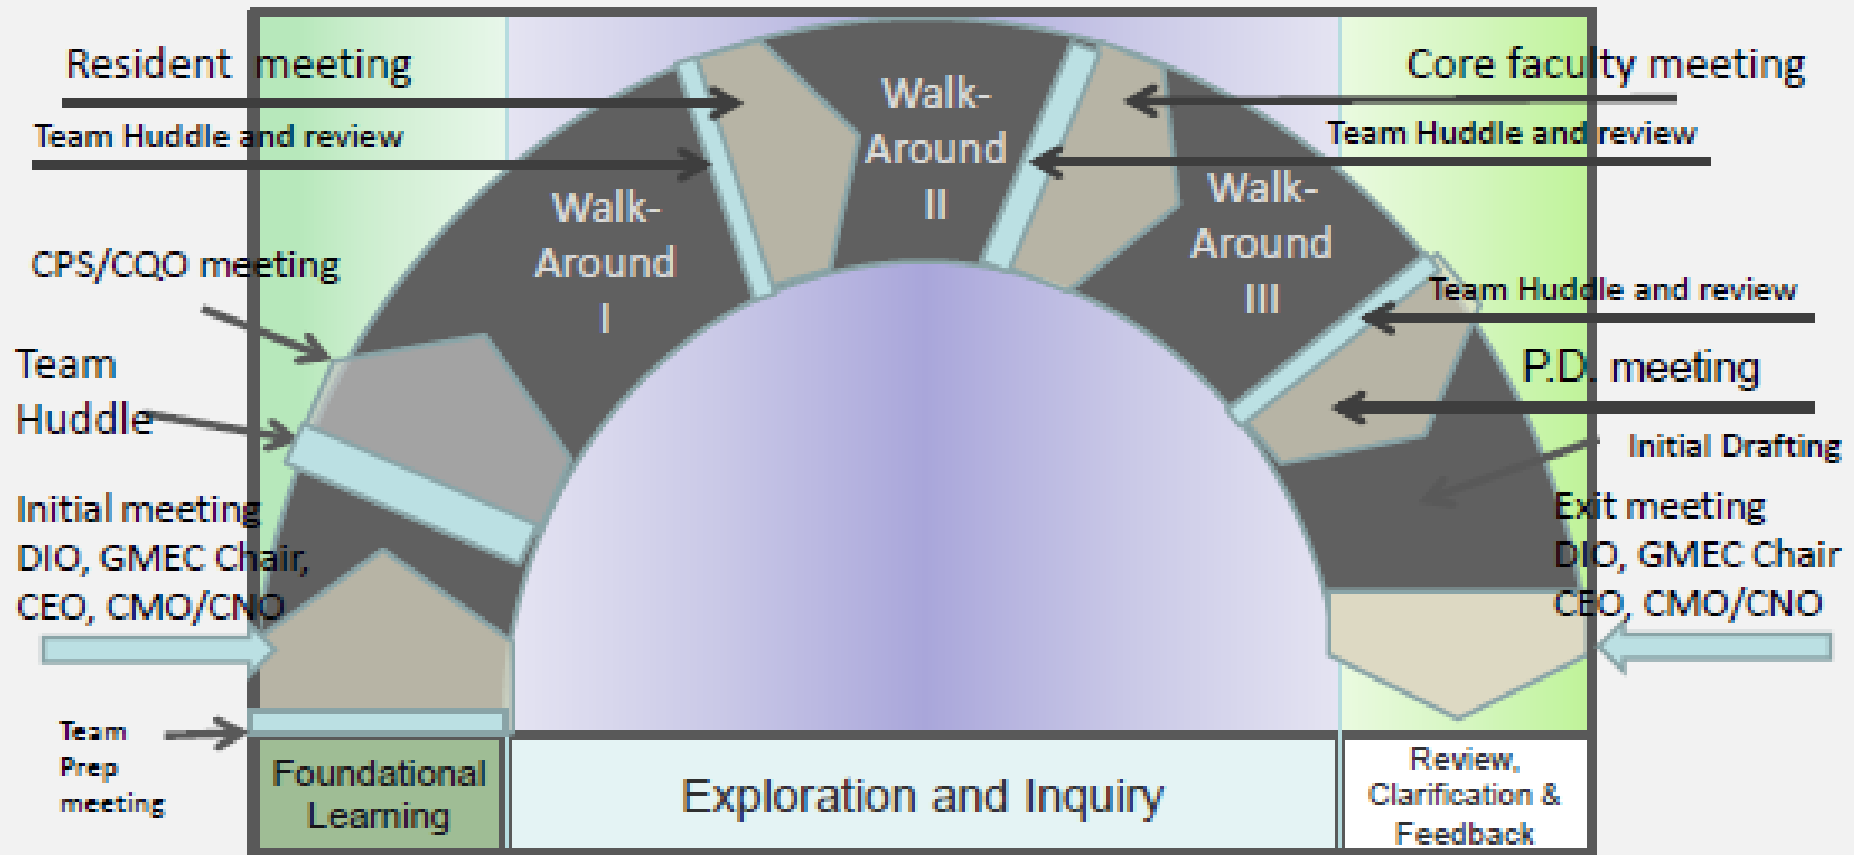 Resident meeting
Team Huddle and review
CPS/CQO meeting
Team
Huddle
Initial meeting
DIO, GMEC Chair,
CEO, CMO/CNO
Team
Prep
meeting
Walk-
Around
I
Walk-
Around
II
Walk-
Around
III
Core faculty meeting
Team Huddle and review
Team Huddle and review
P.D. meeting
Initial Drafting
Exit meeting
DIO, GMEC Chair
CEO, CMO/CNO
Foundational
Learning
Exploration and Inquiry
Review,
Clarification &
Feedback